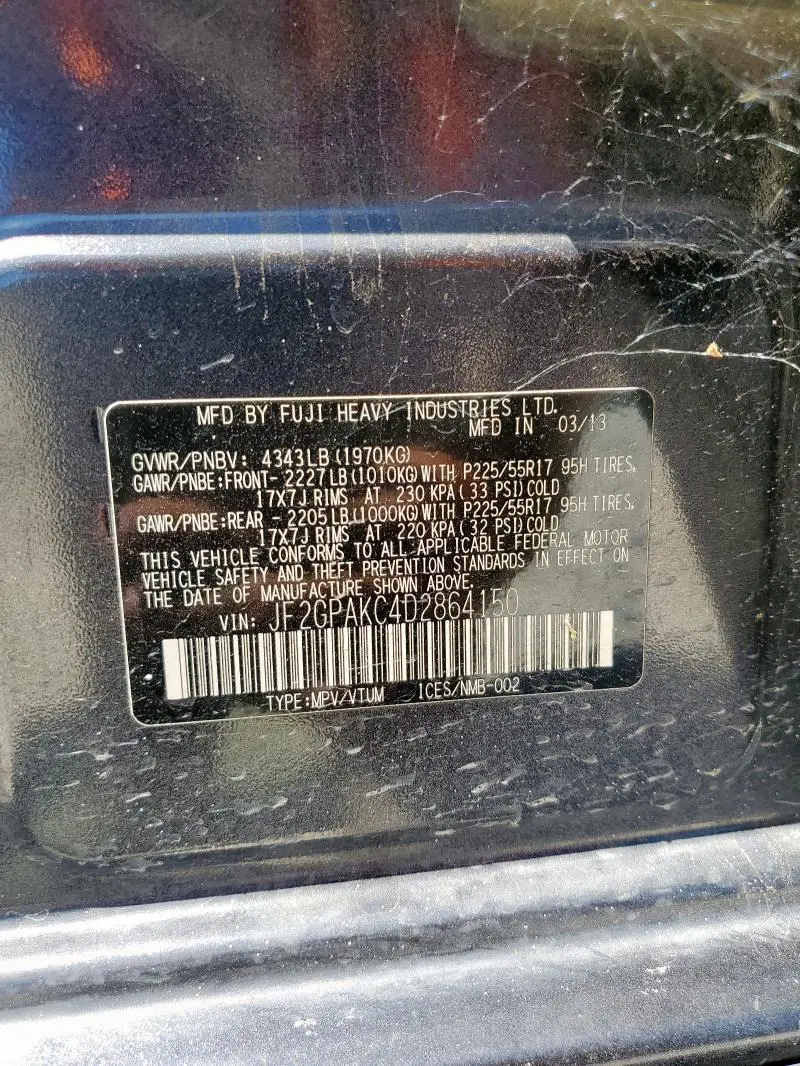 MFD BY FUJI HEAVY INDUSTRIES LTD.
MFD IN 03/13
GVWR/PNBV: 4343LB(1970KG)
GAWR/PNBE:FRONT- 2227LB(1010KG)WITH P225/55R17 95H TIRES,
17X7J RIMS AT 230 KPA(33 PSI)COLD
GAWR/PNBE:REAR - 2205LB(1000KG)WITH P225/55R17 95H TIRES,
17X7J RIMS AT 220 KPA(32 PSI)COLD
THIS VEHICLE CONFORMS TO ALL APPLICABLE FEDERAL MOTOR
VEHICLE SAFETY AND THEFT PREVENTION STANDARDS IN EFFECT ON
THE DATE OF MANUFACTURE SHOWN ABOVE.
VIN: JF2GPAKC4D2864150
TYPE:MPV/VTUM ICES/NMB-002